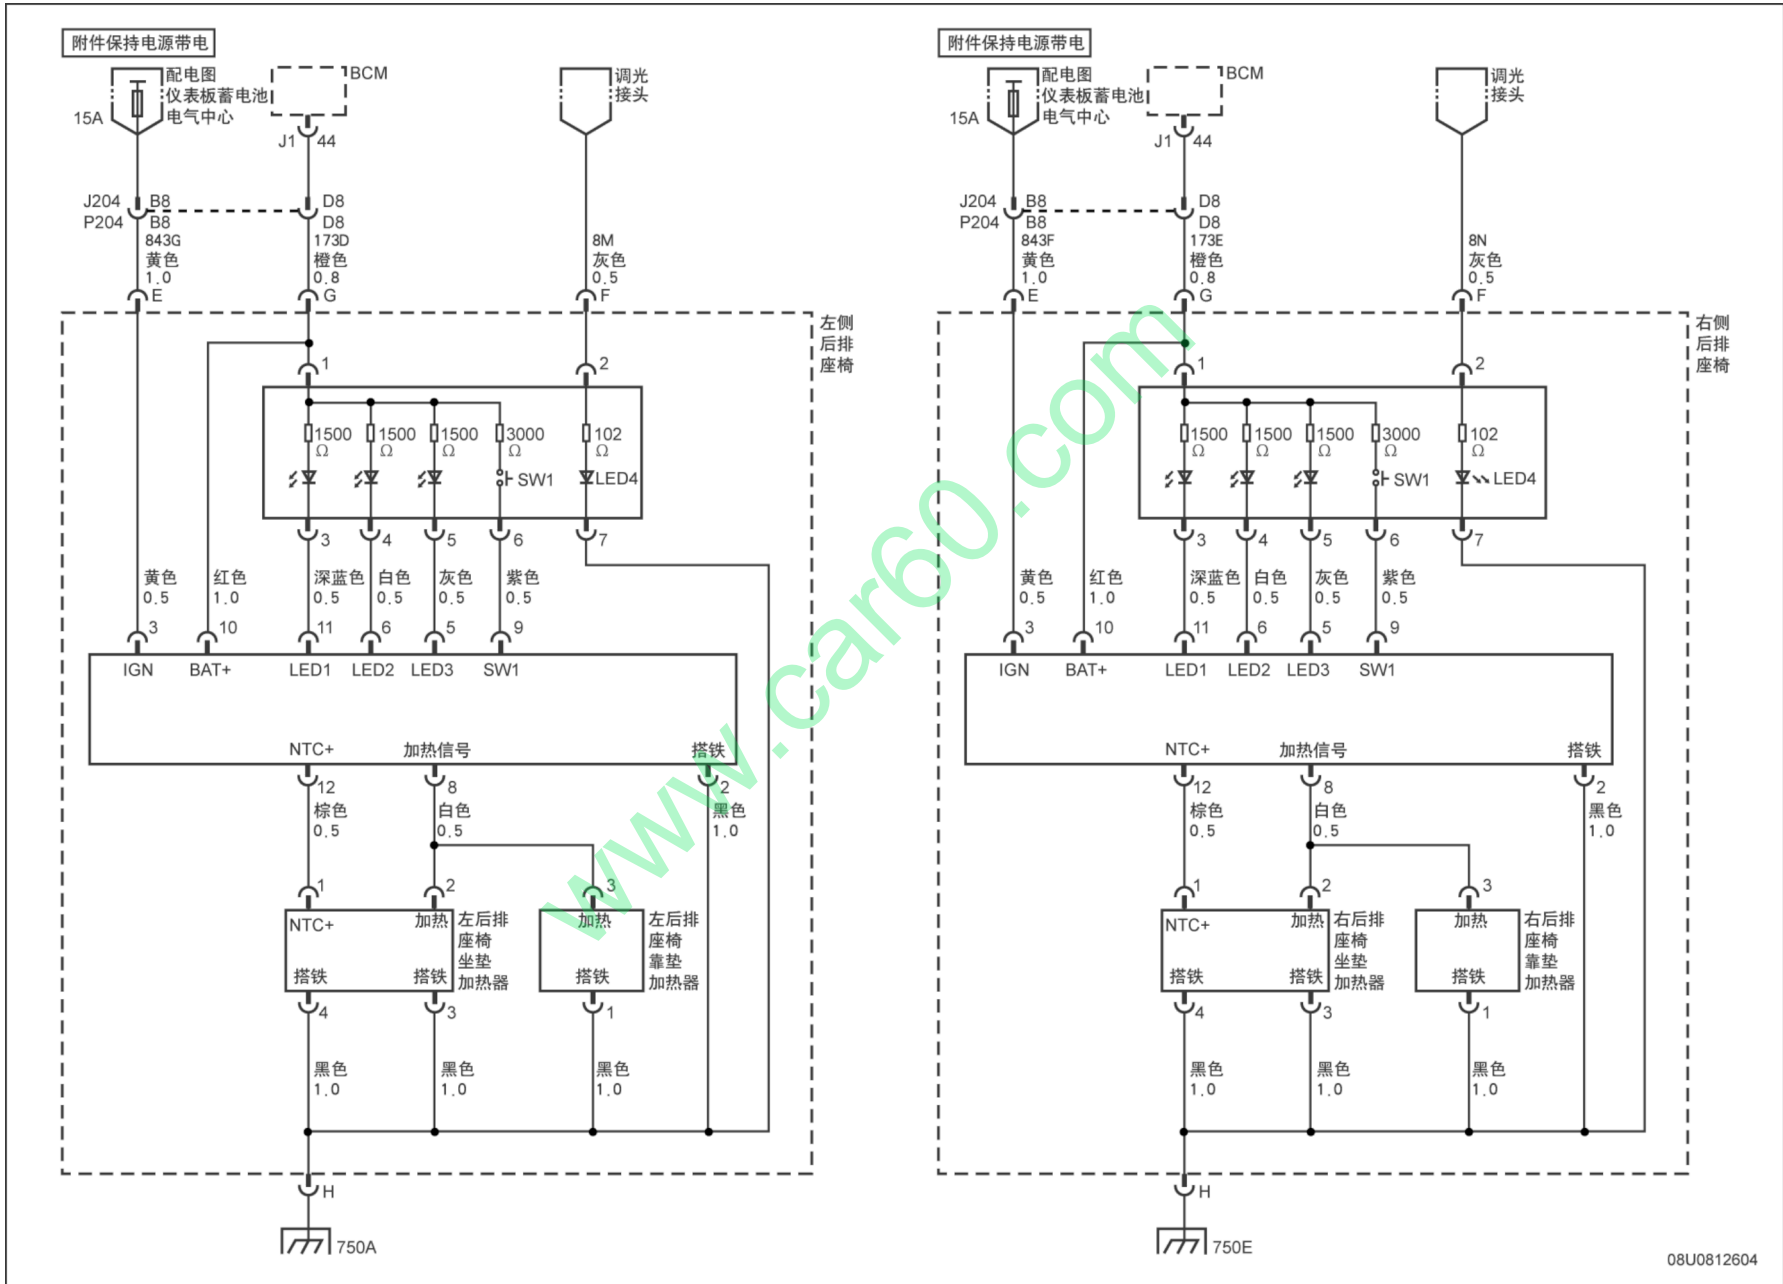 附件保持电源带电
配电图
仪表板蓄电池
电气中心
15A
BCM
J1 44
调光
接头
J204 B8
P204 B8
D8
D8
843G
黄色
1.0
173D
橙色
0.8
8M
灰色
0.5
E
G
F
左侧
后排
座椅
1
2
1500
Ω
1500
Ω
1500
Ω
3000
Ω
102
Ω
SW1
LED4
3
4
5
6
7
黄色
0.5
红色
1.0
深蓝色
0.5
白色
0.5
灰色
0.5
紫色
0.5
3
10
11
6
5
9
IGN
BAT+
LED1
LED2
LED3
SW1
NTC+
加热信号
搭铁
12
8
2
棕色
0.5
白色
0.5
黑色
1.0
1
2
3
NTC+
加热
搭铁
搭铁
左后排
座椅
坐垫
加热器
加热
搭铁
左后排
座椅
靠垫
加热器
4
3
1
黑色
1.0
黑色
1.0
黑色
1.0
H
750A
附件保持电源带电
配电图
仪表板蓄电池
电气中心
15A
BCM
J1 44
调光
接头
J204 B8
P204 B8
D8
D8
843F
黄色
1.0
173E
橙色
0.8
8N
灰色
0.5
E
G
F
右侧
后排
座椅
1
2
1500
Ω
1500
Ω
1500
Ω
3000
Ω
102
Ω
SW1
LED4
3
4
5
6
7
黄色
0.5
红色
1.0
深蓝色
0.5
白色
0.5
灰色
0.5
紫色
0.5
3
10
11
6
5
9
IGN
BAT+
LED1
LED2
LED3
SW1
NTC+
加热信号
搭铁
12
8
2
棕色
0.5
白色
0.5
黑色
1.0
1
2
3
NTC+
加热
搭铁
搭铁
右后排
座椅
坐垫
加热器
加热
搭铁
右后排
座椅
靠垫
加热器
4
3
1
黑色
1.0
黑色
1.0
黑色
1.0
H
750E
08U0812604
www.car60.com